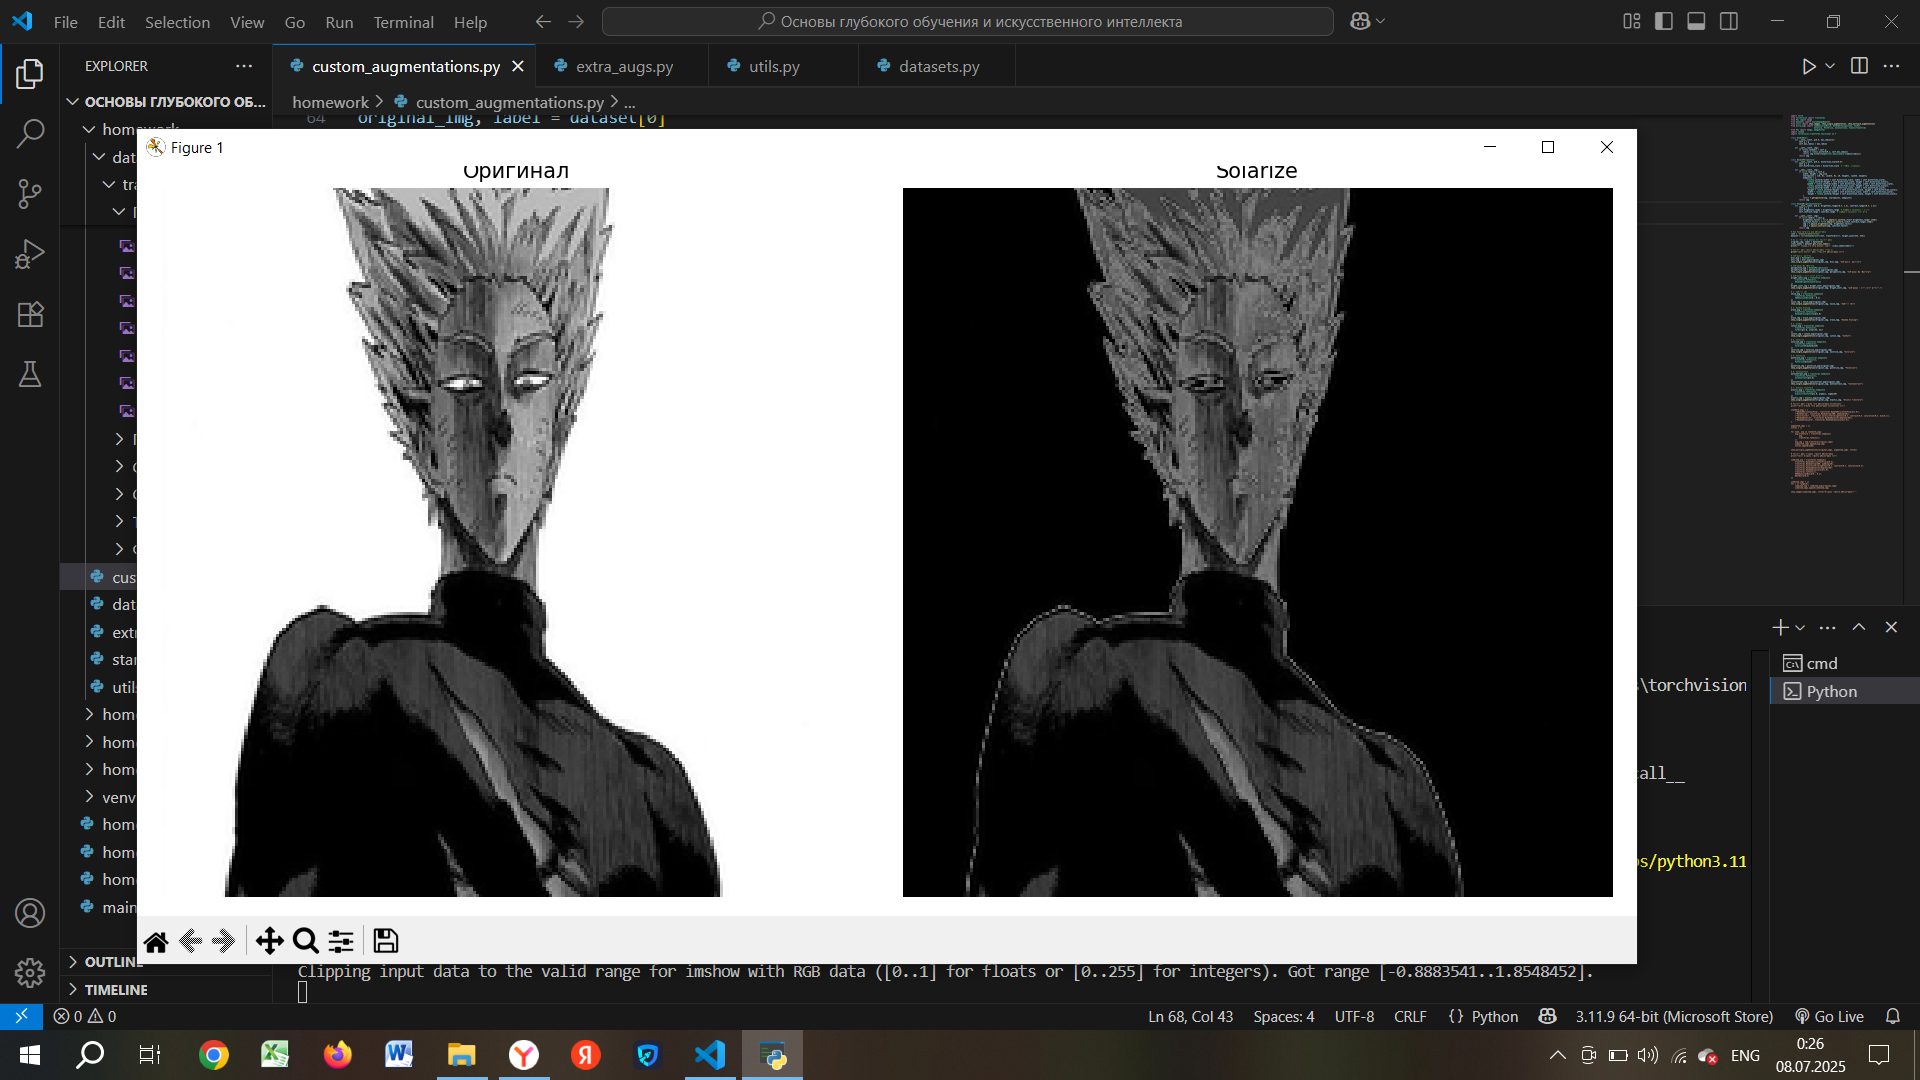 File Edit Selection View Go Run Terminal Help
Основы глубокого обучения и искусственного интеллекта
EXPLORER
custom_augmentations.py
extra_augs.py
utils.py
datasets.py
ОСНОВЫ ГЛУБОКОГО ОБ...
homework > custom_augmentations.py > ...
64 original_img, label = dataset[0]
homework
dat
tra
Figure 1
Оригинал
Solarize
cus
dat
extr
star
utils
hom
hom
hom
venv
hom
hom
hom
main
OUTLINE
TIMELINE
cmd
Python
s\torchvision
call__
ps/python3.11
Clipping input data to the valid range for imshow with RGB data ([0..1] for floats or [0..255] for integers). Got range [-0.8883541..1.8548452].
0 0
Ln 68, Col 43 Spaces: 4 UTF-8 CRLF {} Python 3.11.9 64-bit (Microsoft Store) Go Live
ENG
0:26
08.07.2025